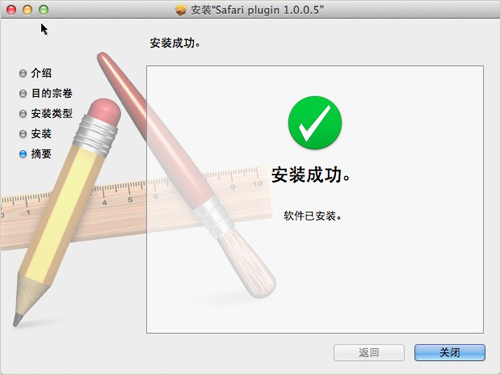 安装"Safari plugin 1.0.0.5"
安装成功。
介绍
目的宗卷
安装类型
安装
摘要
安装成功。
软件已安装。
返回
关闭